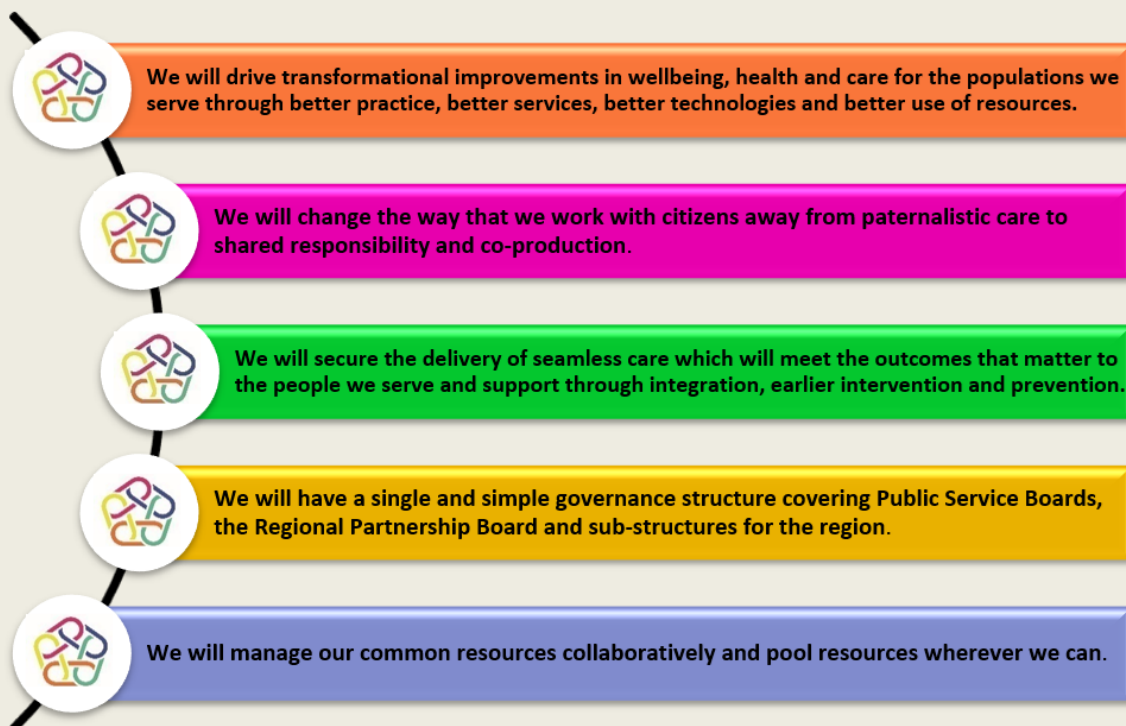 We will drive transformational improvements in wellbeing, health and care for the populations we
serve through better practice, better services, better technologies and better use of resources.
We will change the way that we work with citizens away from paternalistic care to
shared responsibility and co-production.
We will secure the delivery of seamless care which will meet the outcomes that matter to
the people we serve and support through integration, earlier intervention and prevention.
We will have a single and simple governance structure covering Public Service Boards,
the Regional Partnership Board and sub-structures for the region.
We will manage our common resources collaboratively and pool resources wherever we can.